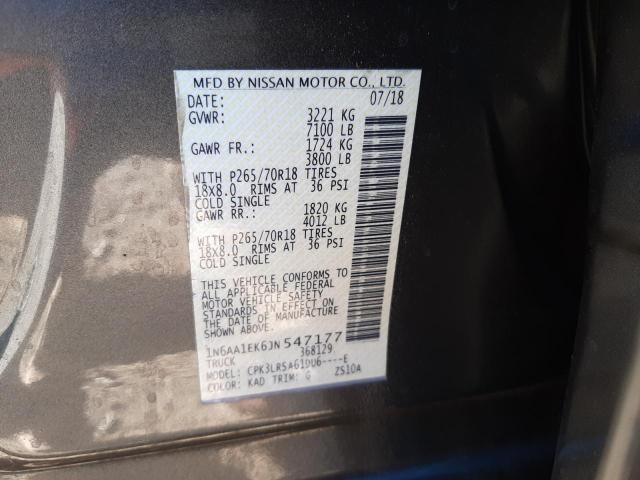 MFD BY NISSAN MOTOR CO., LTD.
DATE: 07/18
GVWR: 3221 KG
7100 LB
GAWR FR.: 1724 KG
3800 LB
WITH P265/70R18 TIRES
18X8.0 RIMS AT 36 PSI
COLD SINGLE
GAWR RR.: 1820 KG
4012 LB
WITH P265/70R18 TIRES
18X8.0 RIMS AT 36 PSI
COLD SINGLE
THIS VEHICLE CONFORMS TO
ALL APPLICABLE FEDERAL
MOTOR VEHICLE SAFETY
STANDARDS IN EFFECT ON
THE DATE OF MANUFACTURE
SHOWN ABOVE
1N6AA1EK6JN547177
TRUCK 368129
MODEL: CPK3LR5A61DU6----E
COLOR: KAD TRIM: G ZS10A